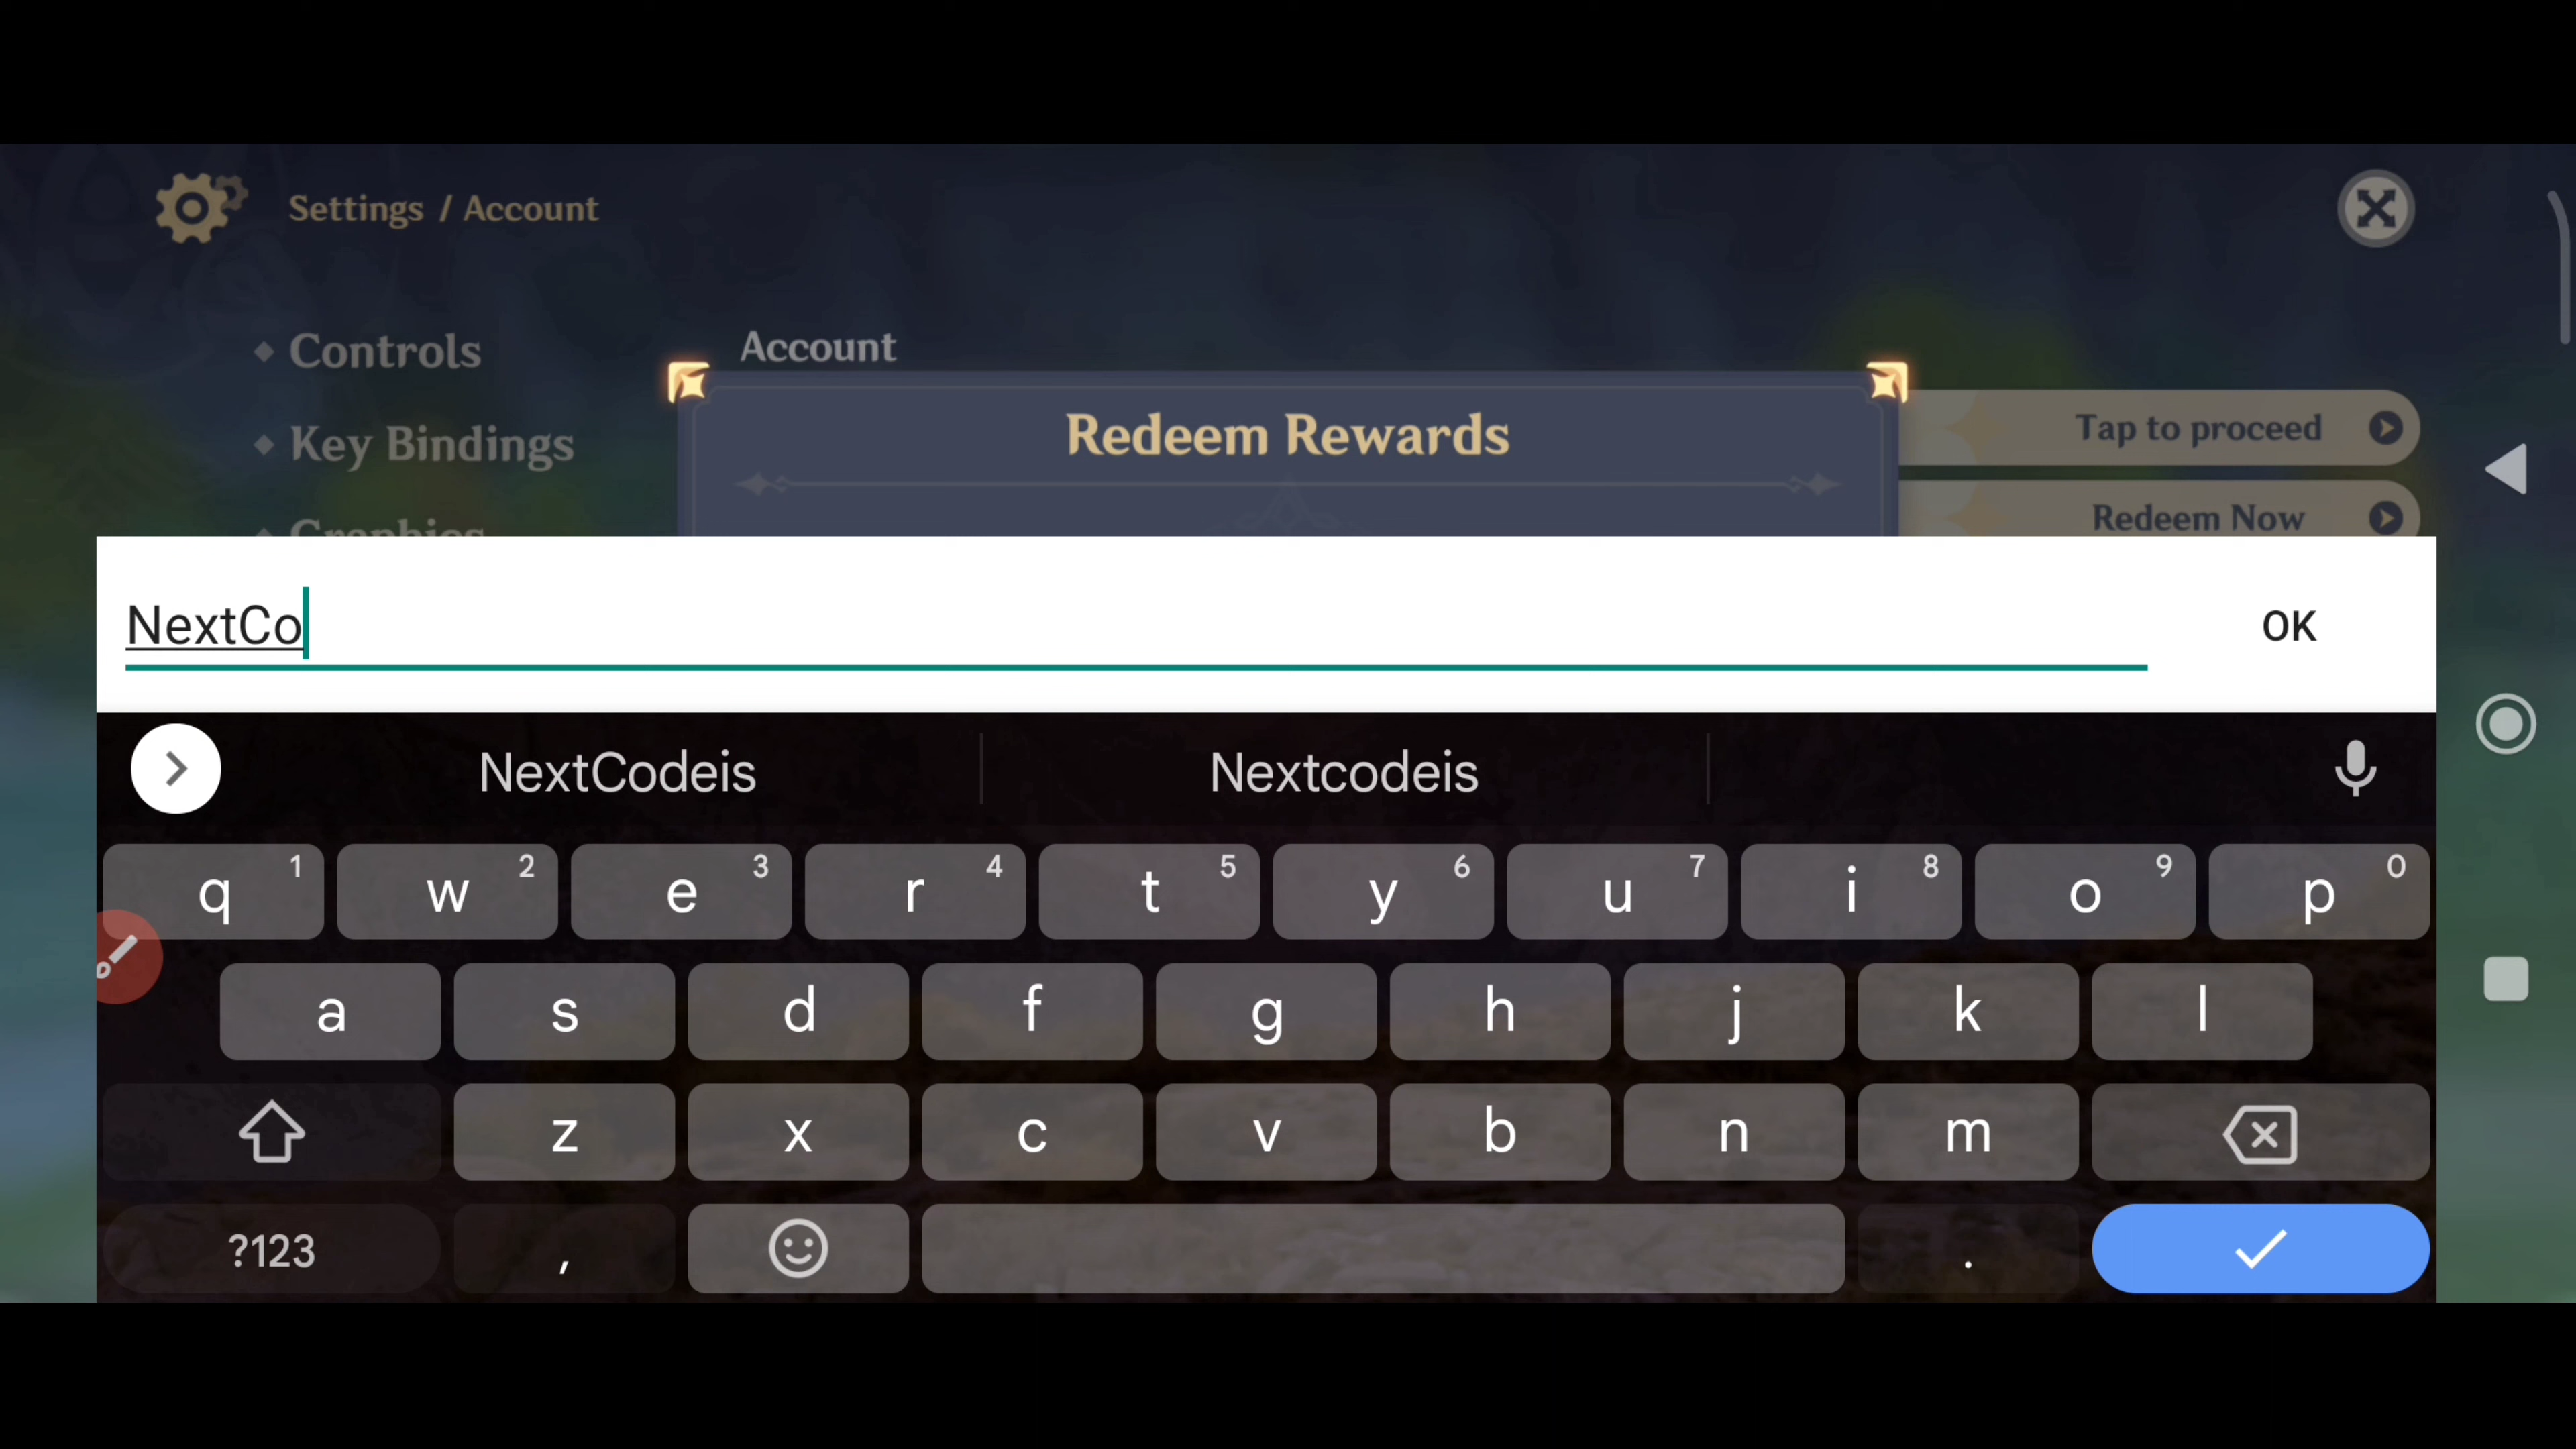 Settings / Account
Controls
Account
Key Bindings
Redeem Rewards
Tap to proceed
Graphics
Redeem Now
NextCo
OK
NextCodeis Nextcodeis
q 1 w 2 e 3 r 4 t 5 y 6 u 7 i 8 o 9 p 0
a s d f g h j k l
z x c v b n m
?123 , .